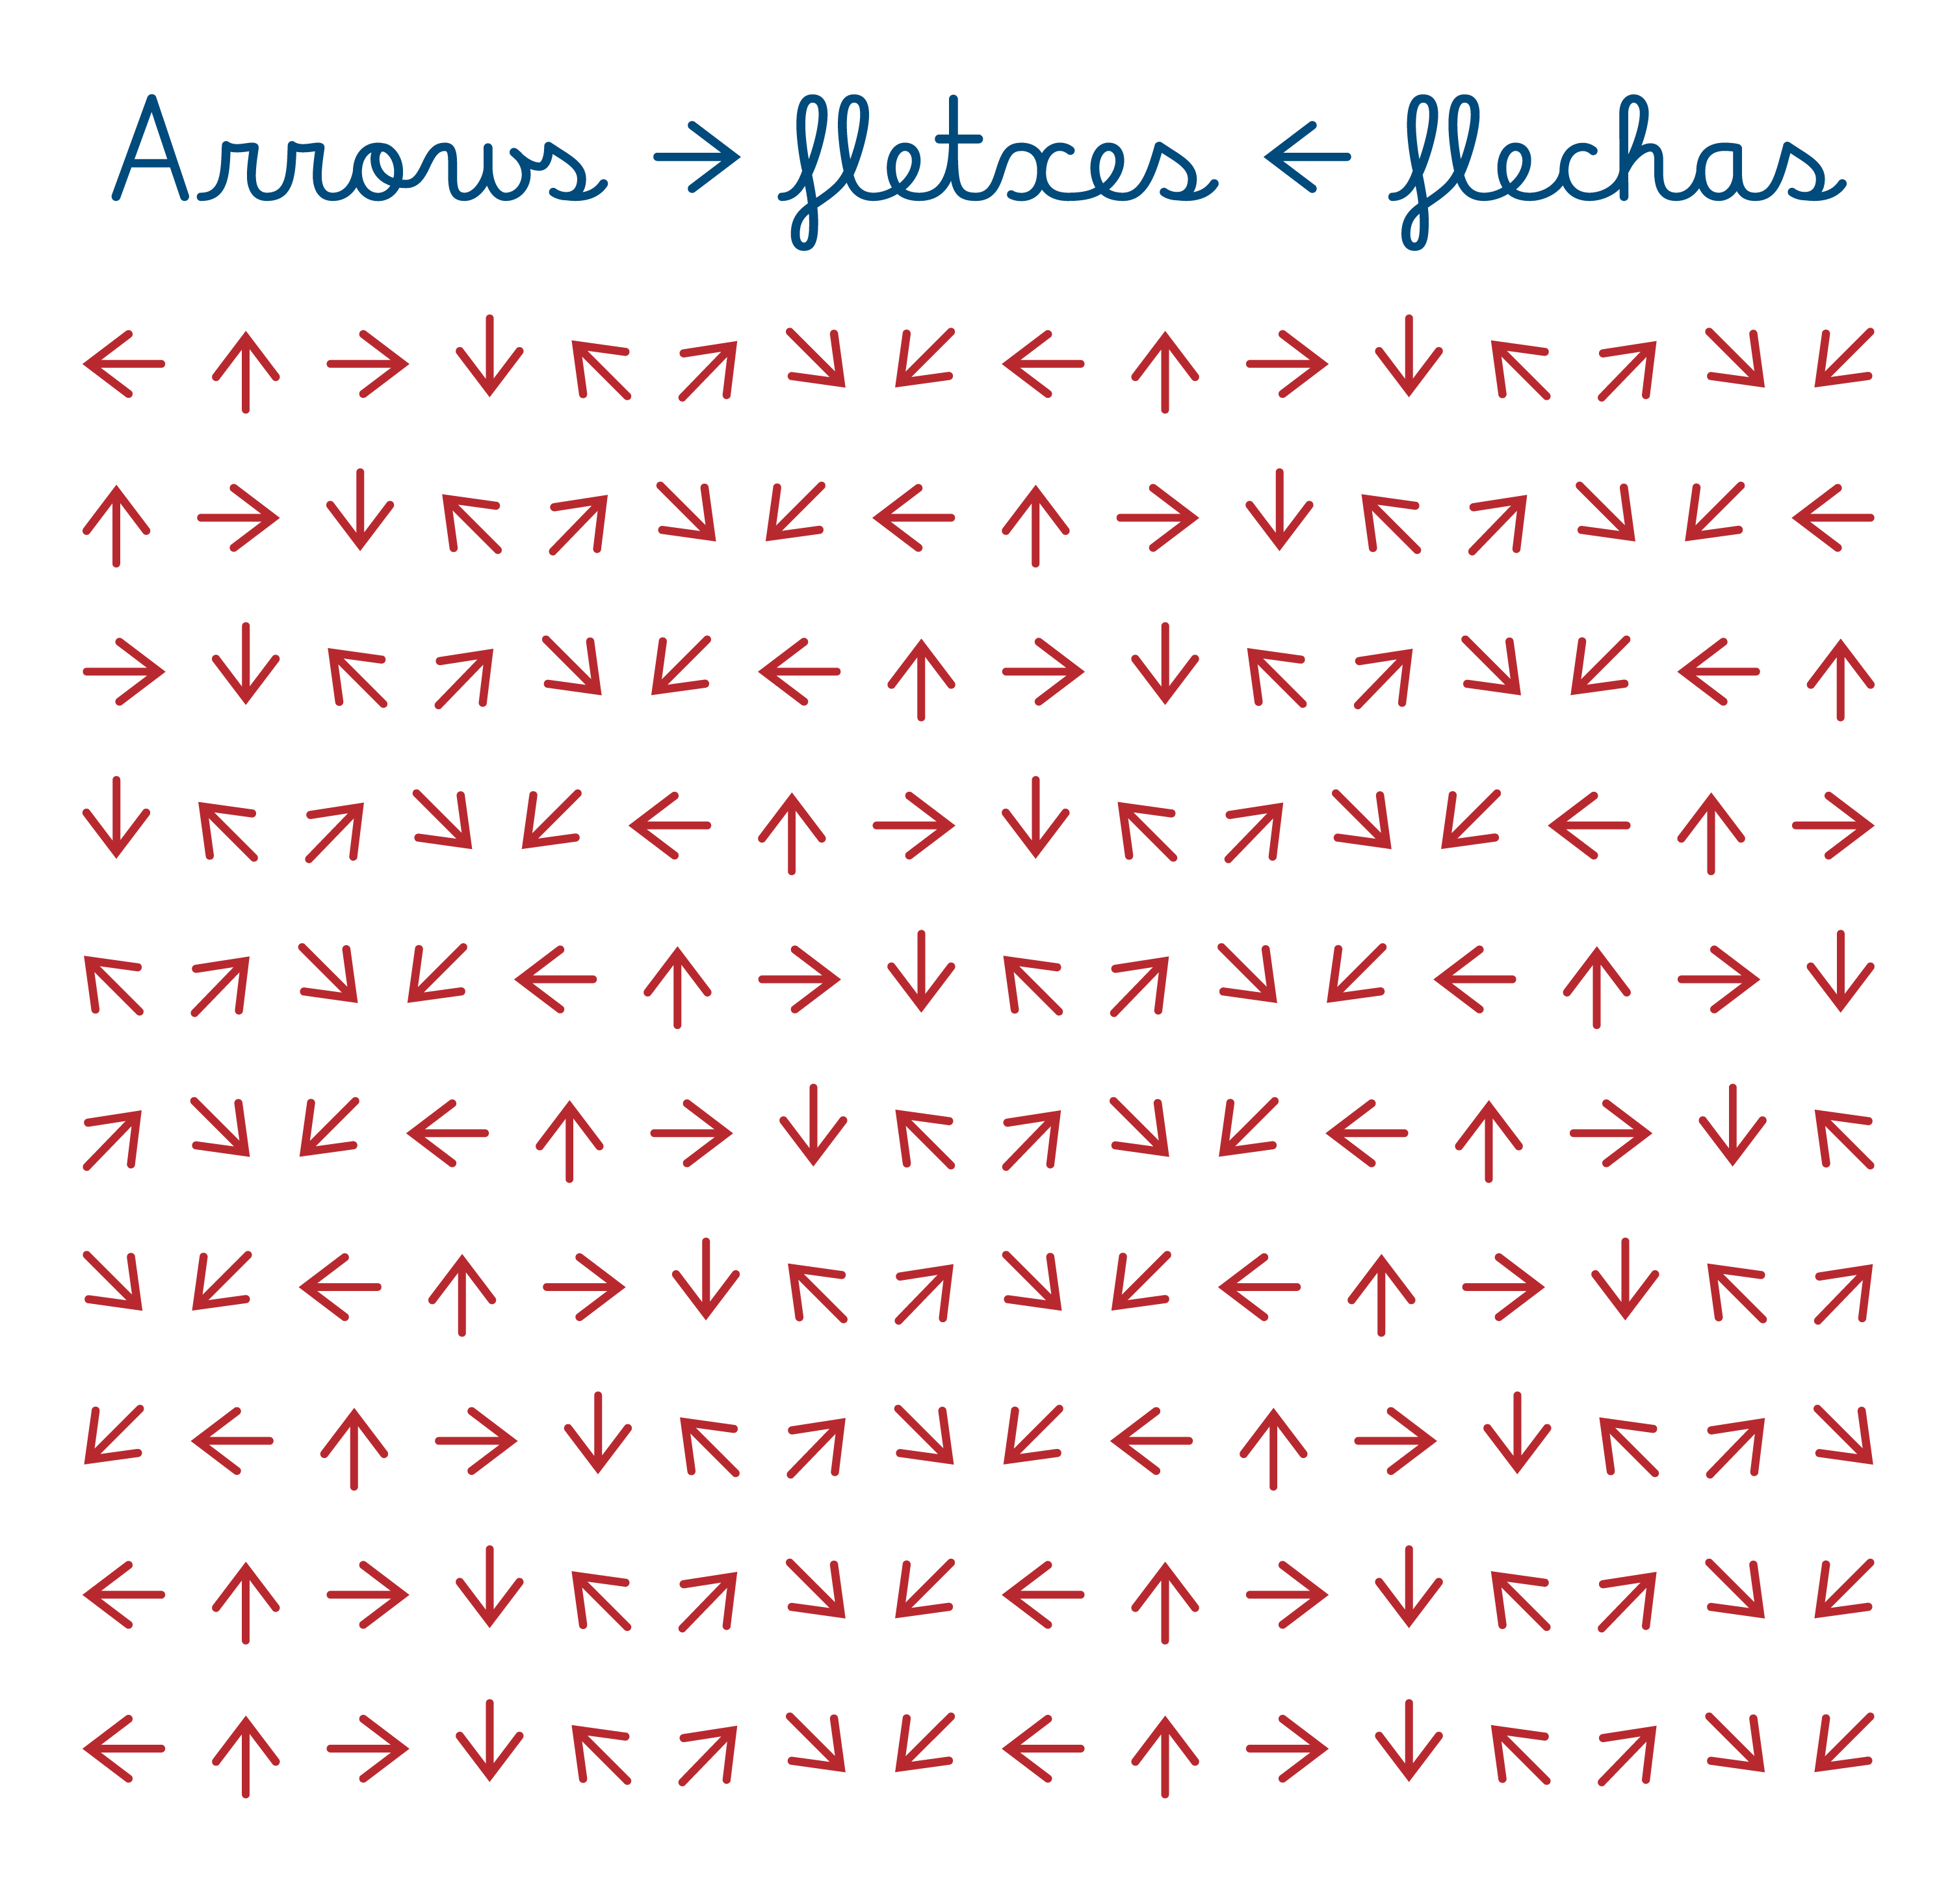 Arrows → fletxes ← flechas
← ↑ → ↓ ↖ ↗ ↘ ↙ ← ↑ → ↓ ↖ ↗ ↘ ↙
↑ → ↓ ↖ ↗ ↘ ↙ ← ↑ → ↓ ↖ ↗ ↘ ↙ ←
→ ↓ ↖ ↗ ↘ ↙ ← ↑ → ↓ ↖ ↗ ↘ ↙ ← ↑
↓ ↖ ↗ ↘ ↙ ← ↑ → ↓ ↖ ↗ ↘ ↙ ← ↑ →
↖ ↗ ↘ ↙ ← ↑ → ↓ ↖ ↗ ↘ ↙ ← ↑ → ↓
↗ ↘ ↙ ← ↑ → ↓ ↖ ↗ ↘ ↙ ← ↑ → ↓ ↖
↘ ↙ ← ↑ → ↓ ↖ ↗ ↘ ↙ ← ↑ → ↓ ↖ ↗
↙ ← ↑ → ↓ ↖ ↗ ↘ ↙ ← ↑ → ↓ ↖ ↗ ↘
← ↑ → ↓ ↖ ↗ ↘ ↙ ← ↑ → ↓ ↖ ↗ ↘ ↙
← ↑ → ↓ ↖ ↗ ↘ ↙ ← ↑ → ↓ ↖ ↗ ↘ ↙